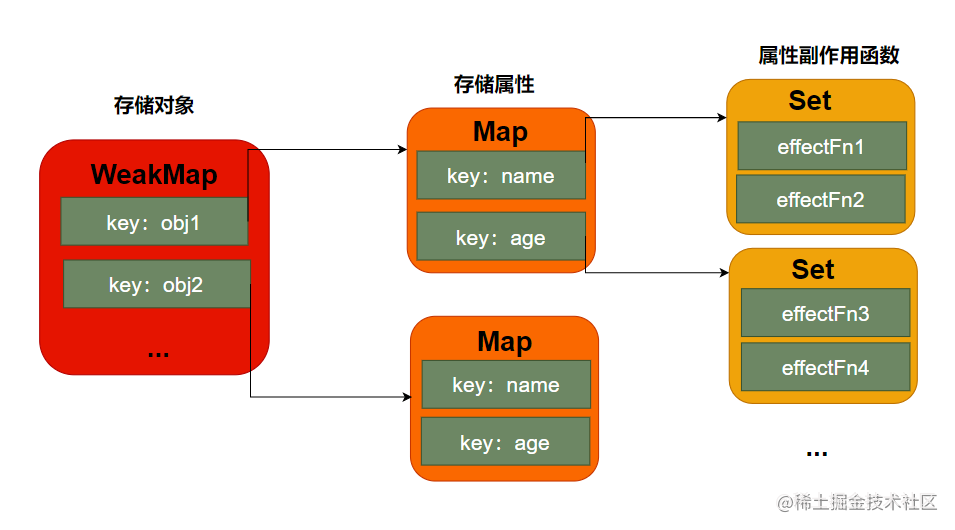 存储对象
WeakMap
key: obj1
key: obj2
...
存储属性
Map
key: name
key: age
Map
key: name
key: age
属性副作用函数
Set
effectFn1
effectFn2
Set
effectFn3
effectFn4
...
@稀土掘金技术社区